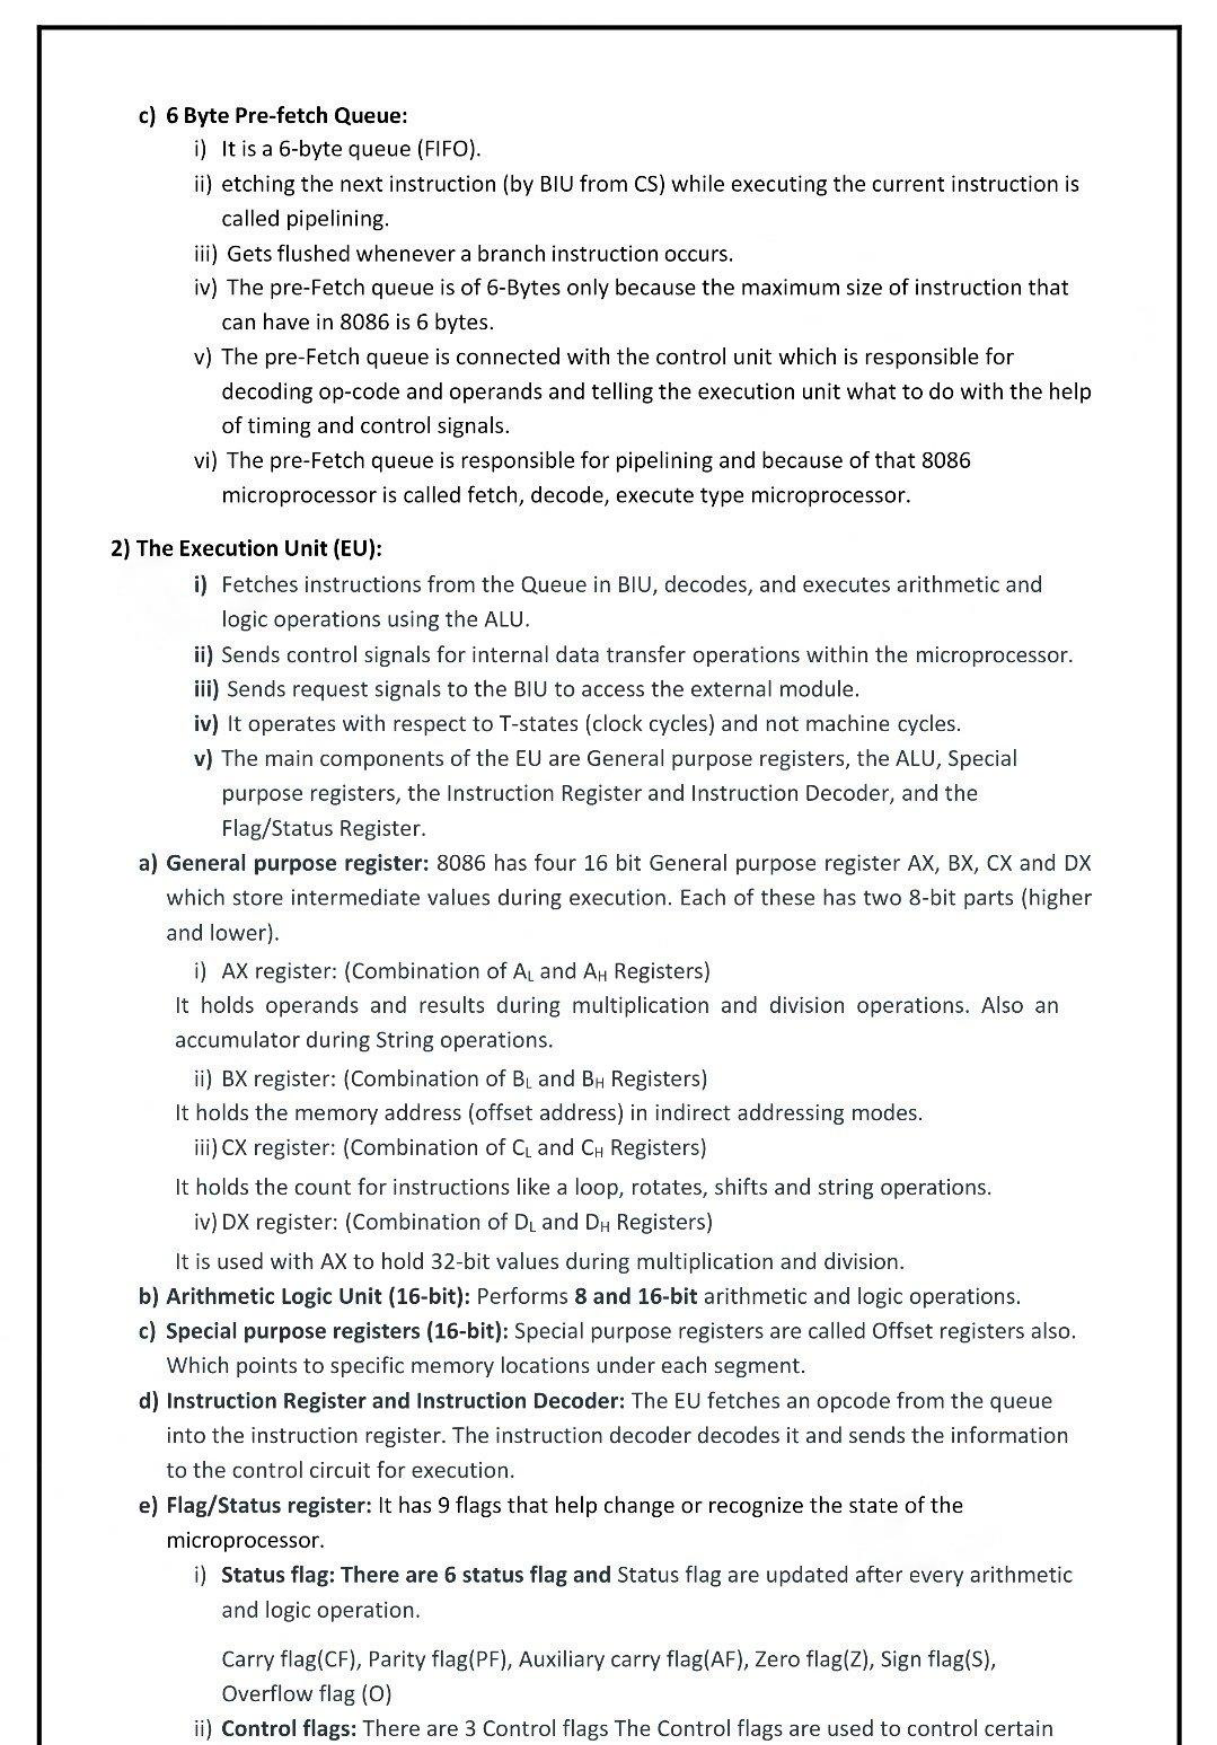 c) 6 Byte Pre-fetch Queue:
i) It is a 6-byte queue (FIFO).
ii) etching the next instruction (by BIU from CS) while executing the current instruction is
called pipelining.
iii) Gets flushed whenever a branch instruction occurs.
iv) The pre-Fetch queue is of 6-Bytes only because the maximum size of instruction that
can have in 8086 is 6 bytes.
v) The pre-Fetch queue is connected with the control unit which is responsible for
decoding op-code and operands and telling the execution unit what to do with the help
of timing and control signals.
vi) The pre-Fetch queue is responsible for pipelining and because of that 8086
microprocessor is called fetch, decode, execute type microprocessor.
2) The Execution Unit (EU):
i) Fetches instructions from the Queue in BIU, decodes, and executes arithmetic and
logic operations using the ALU.
ii) Sends control signals for internal data transfer operations within the microprocessor.
iii) Sends request signals to the BIU to access the external module.
iv) It operates with respect to T-states (clock cycles) and not machine cycles.
v) The main components of the EU are General purpose registers, the ALU, Special
purpose registers, the Instruction Register and Instruction Decoder, and the
Flag/Status Register.
a) General purpose register: 8086 has four 16 bit General purpose register AX, BX, CX and DX
which store intermediate values during execution. Each of these has two 8-bit parts (higher
and lower).
i) AX register: (Combination of AL and AH Registers)
It holds operands and results during multiplication and division operations. Also an
accumulator during String operations.
ii) BX register: (Combination of BL and BH Registers)
It holds the memory address (offset address) in indirect addressing modes.
iii) CX register: (Combination of CL and CH Registers)
It holds the count for instructions like a loop, rotates, shifts and string operations.
iv) DX register: (Combination of DL and DH Registers)
It is used with AX to hold 32-bit values during multiplication and division.
b) Arithmetic Logic Unit (16-bit): Performs 8 and 16-bit arithmetic and logic operations.
c) Special purpose registers (16-bit): Special purpose registers are called Offset registers also.
Which points to specific memory locations under each segment.
d) Instruction Register and Instruction Decoder: The EU fetches an opcode from the queue
into the instruction register. The instruction decoder decodes it and sends the information
to the control circuit for execution.
e) Flag/Status register: It has 9 flags that help change or recognize the state of the
microprocessor.
i) Status flag: There are 6 status flag and Status flag are updated after every arithmetic
and logic operation.
Carry flag(CF), Parity flag(PF), Auxiliary carry flag(AF), Zero flag(Z), Sign flag(S),
Overflow flag (O)
ii) Control flags: There are 3 Control flags The Control flags are used to control certain